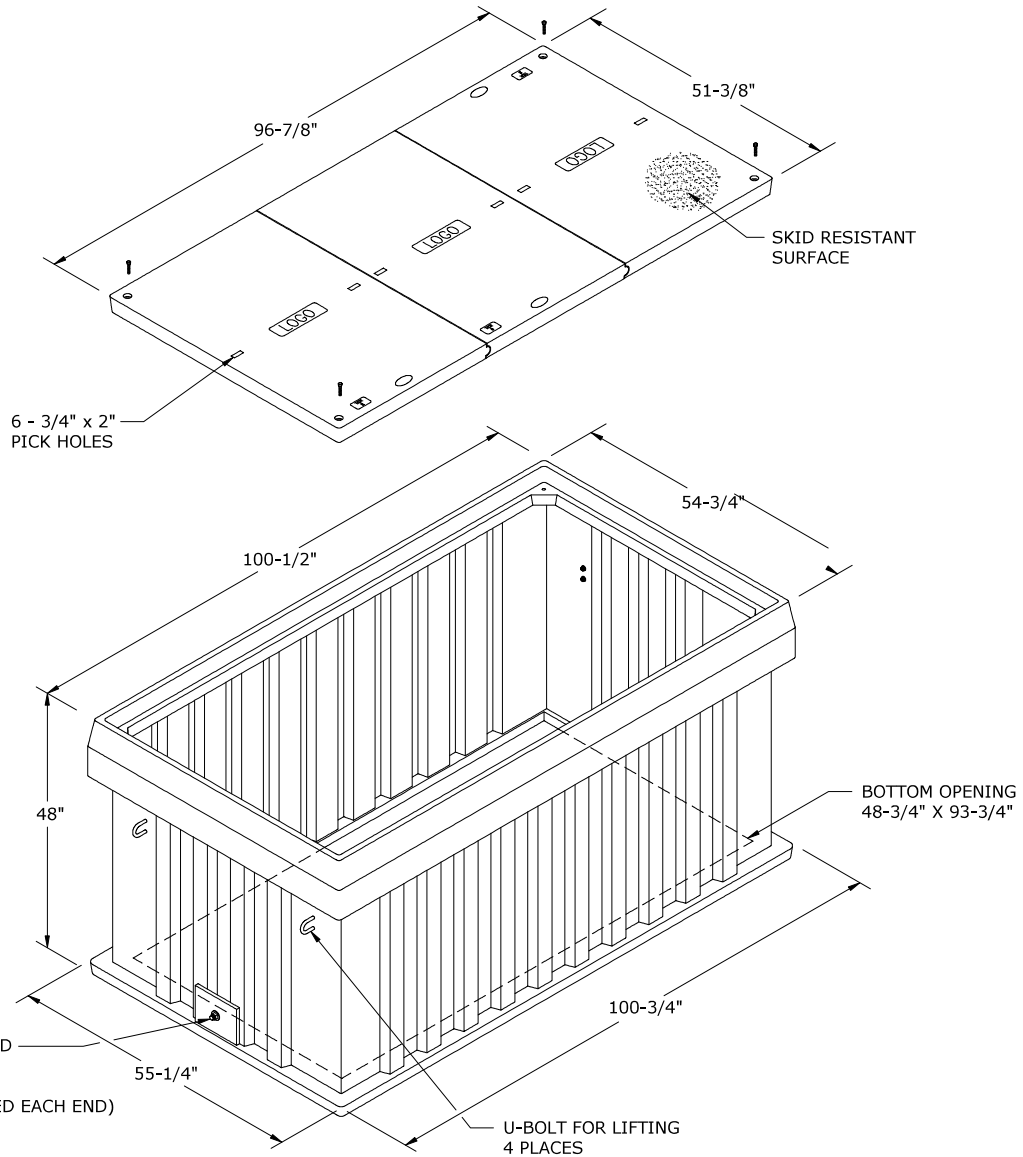 96-7/8"
51-3/8"
LOGO
LOGO
LOGO
SKID RESISTANT
SURFACE
6 - 3/4" x 2"
PICK HOLES
54-3/4"
100-1/2"
48"
BOTTOM OPENING
48-3/4" X 93-3/4"
100-3/4"
55-1/4"
EACH END)
U-BOLT FOR LIFTING
4 PLACES